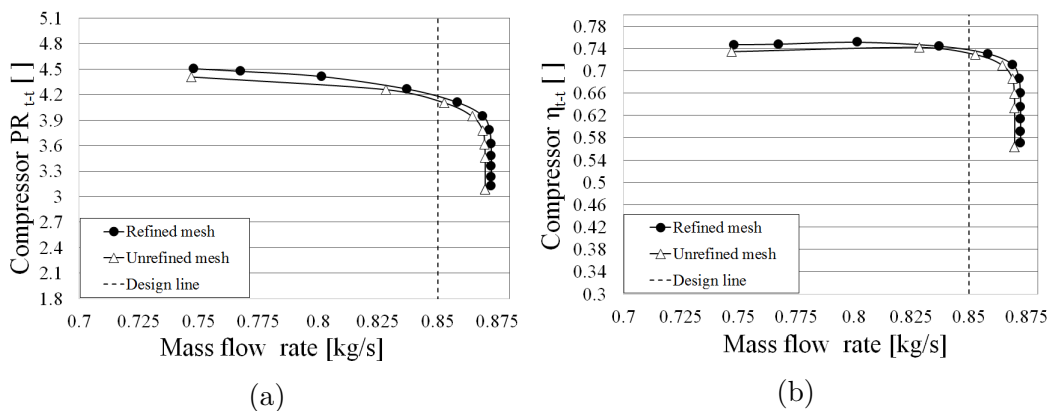 5.1
4.8
4.5
4.2
3.9
3.6
3.3
3
2.7
2.4
2.1
1.8
Compressor PR t-t [ ]
Refined mesh
Unrefined mesh
Design line
0.7 0.725 0.75 0.775 0.8 0.825 0.85 0.875
Mass flow rate [kg/s]
(a)
0.78
0.74
0.7
0.66
0.62
0.58
0.54
0.5
0.46
0.42
0.38
0.34
0.3
Compressor ηt-t [ ]
Refined mesh
Unrefined mesh
Design line
0.7 0.725 0.75 0.775 0.8 0.825 0.85 0.875
Mass flow rate [kg/s]
(b)